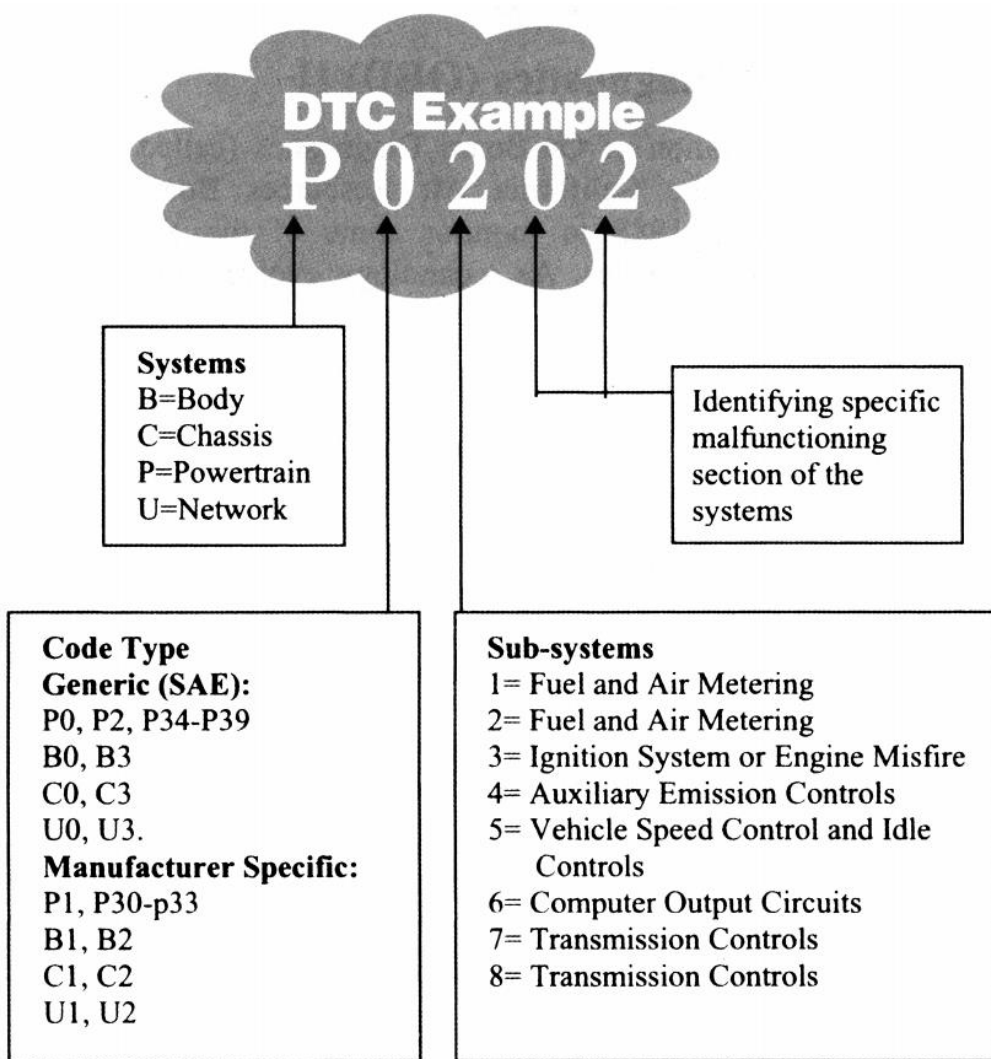 DTC Example
P0202
Systems
B=Body
C=Chassis
P=Powertrain
U=Network
Identifying specific
malfunctioning
section of the
systems
Code Type
Generic (SAE):
P0, P2, P34-P39
B0, B3
C0, C3
U0, U3.
Manufacturer Specific:
P1, P30-p33
B1, B2
C1, C2
U1, U2
Sub-systems
1= Fuel and Air Metering
2= Fuel and Air Metering
3= Ignition System or Engine Misfire
4= Auxiliary Emission Controls
5= Vehicle Speed Control and Idle
Controls
6= Computer Output Circuits
7= Transmission Controls
8= Transmission Controls